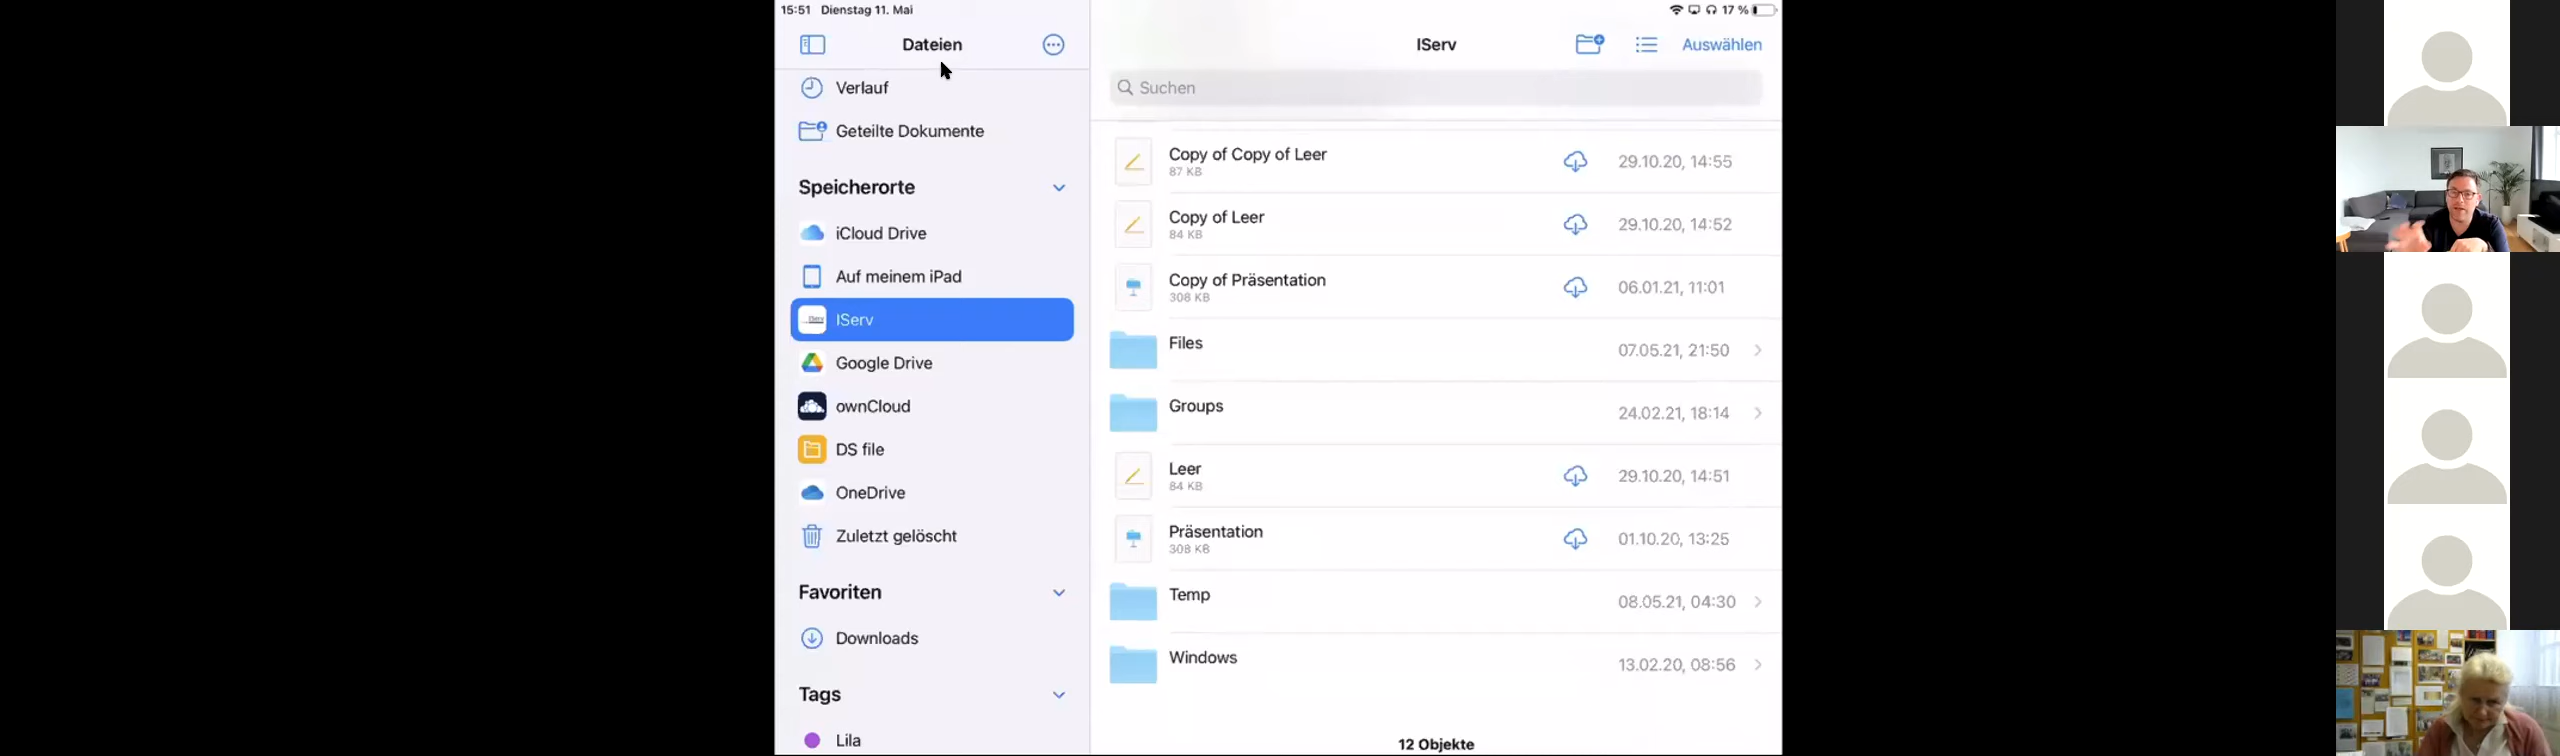 15:51 Dienstag 11. Mai
17 %
Dateien
Verlauf
Geteilte Dokumente
Speicherorte
iCloud Drive
Auf meinem iPad
IServ
IServ
Google Drive
ownCloud
DS file
OneDrive
Zuletzt gelöscht
Favoriten
Downloads
Tags
Lila
IServ
Auswählen
Suchen
Copy of Copy of Leer
87 KB
29.10.20, 14:55
Copy of Leer
84 KB
29.10.20, 14:52
Copy of Präsentation
308 KB
06.01.21, 11:01
Files
07.05.21, 21:50
Groups
24.02.21, 18:14
Leer
84 KB
29.10.20, 14:51
Präsentation
308 KB
01.10.20, 13:25
Temp
08.05.21, 04:30
Windows
13.02.20, 08:56
12 Objekte